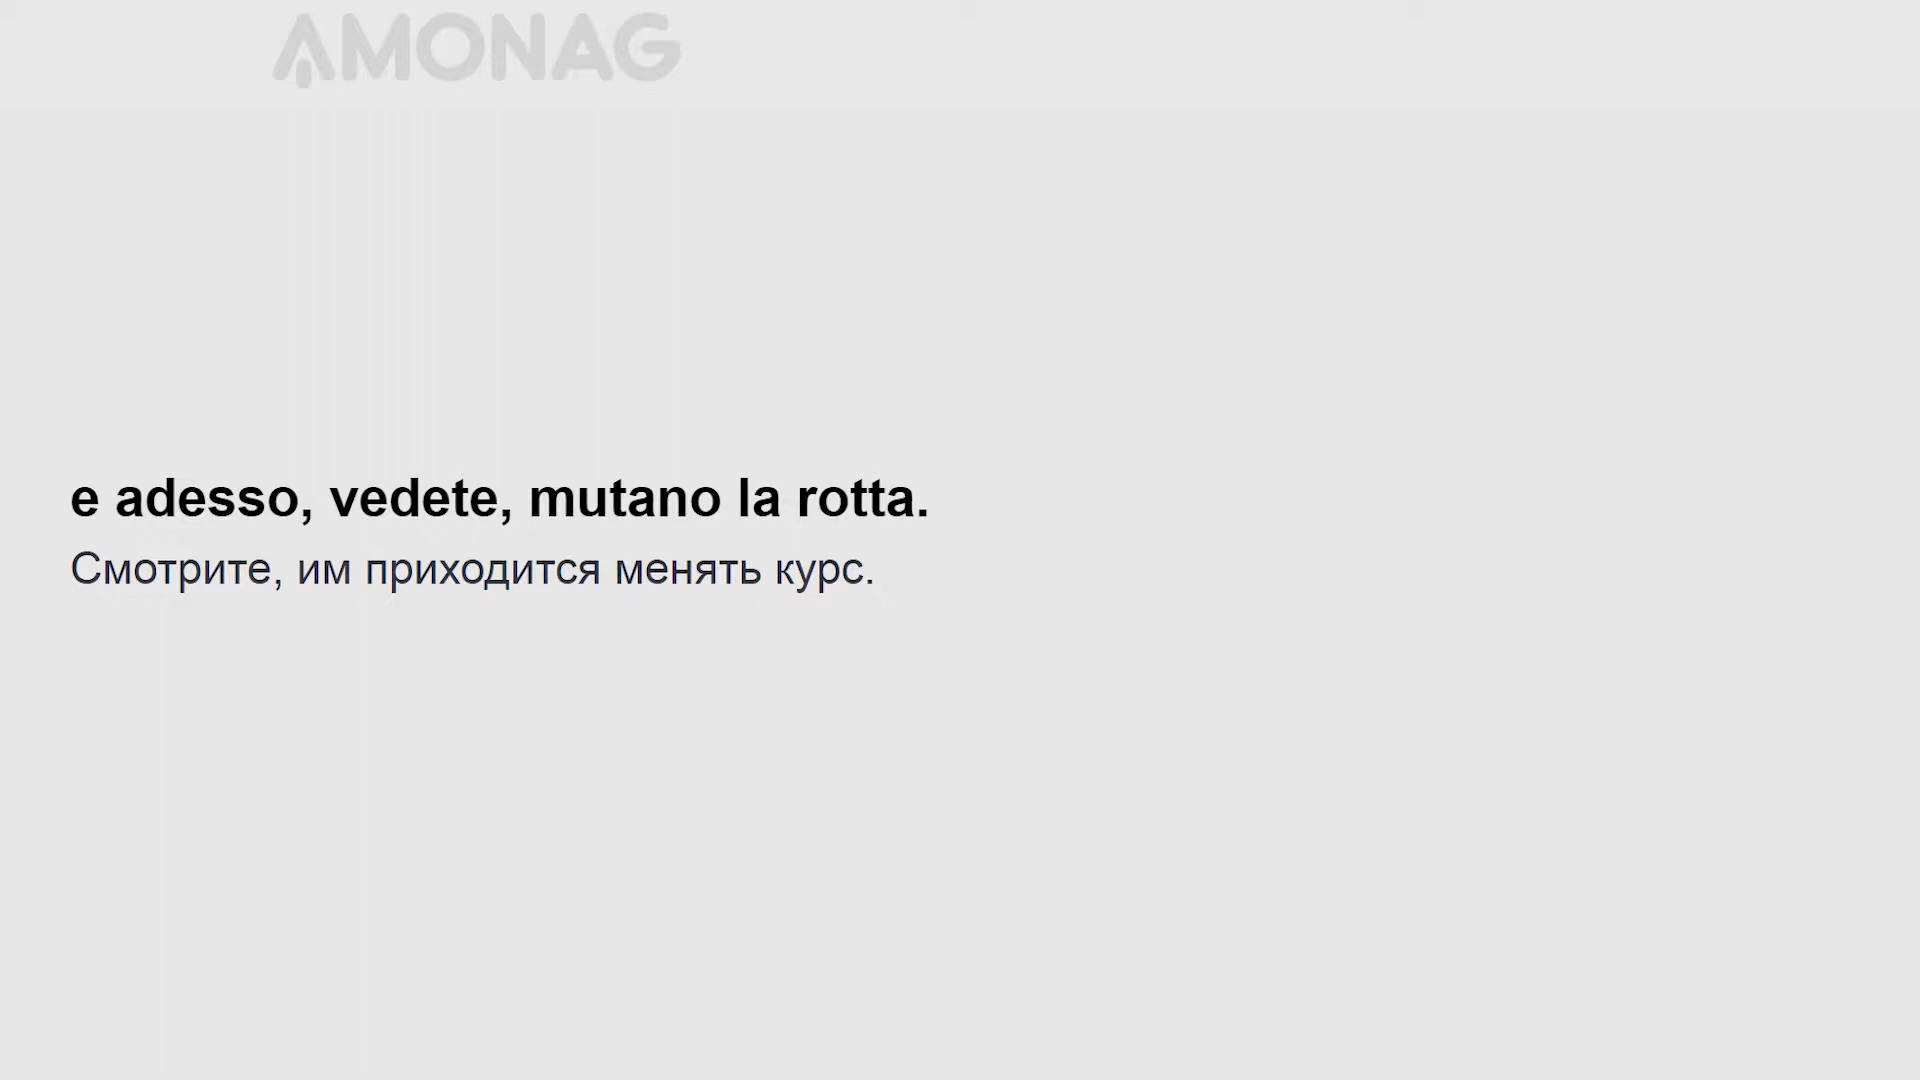 AMONAG
e adesso, vedete, mutano la rotta.
Смотрите, им приходится менять курс.